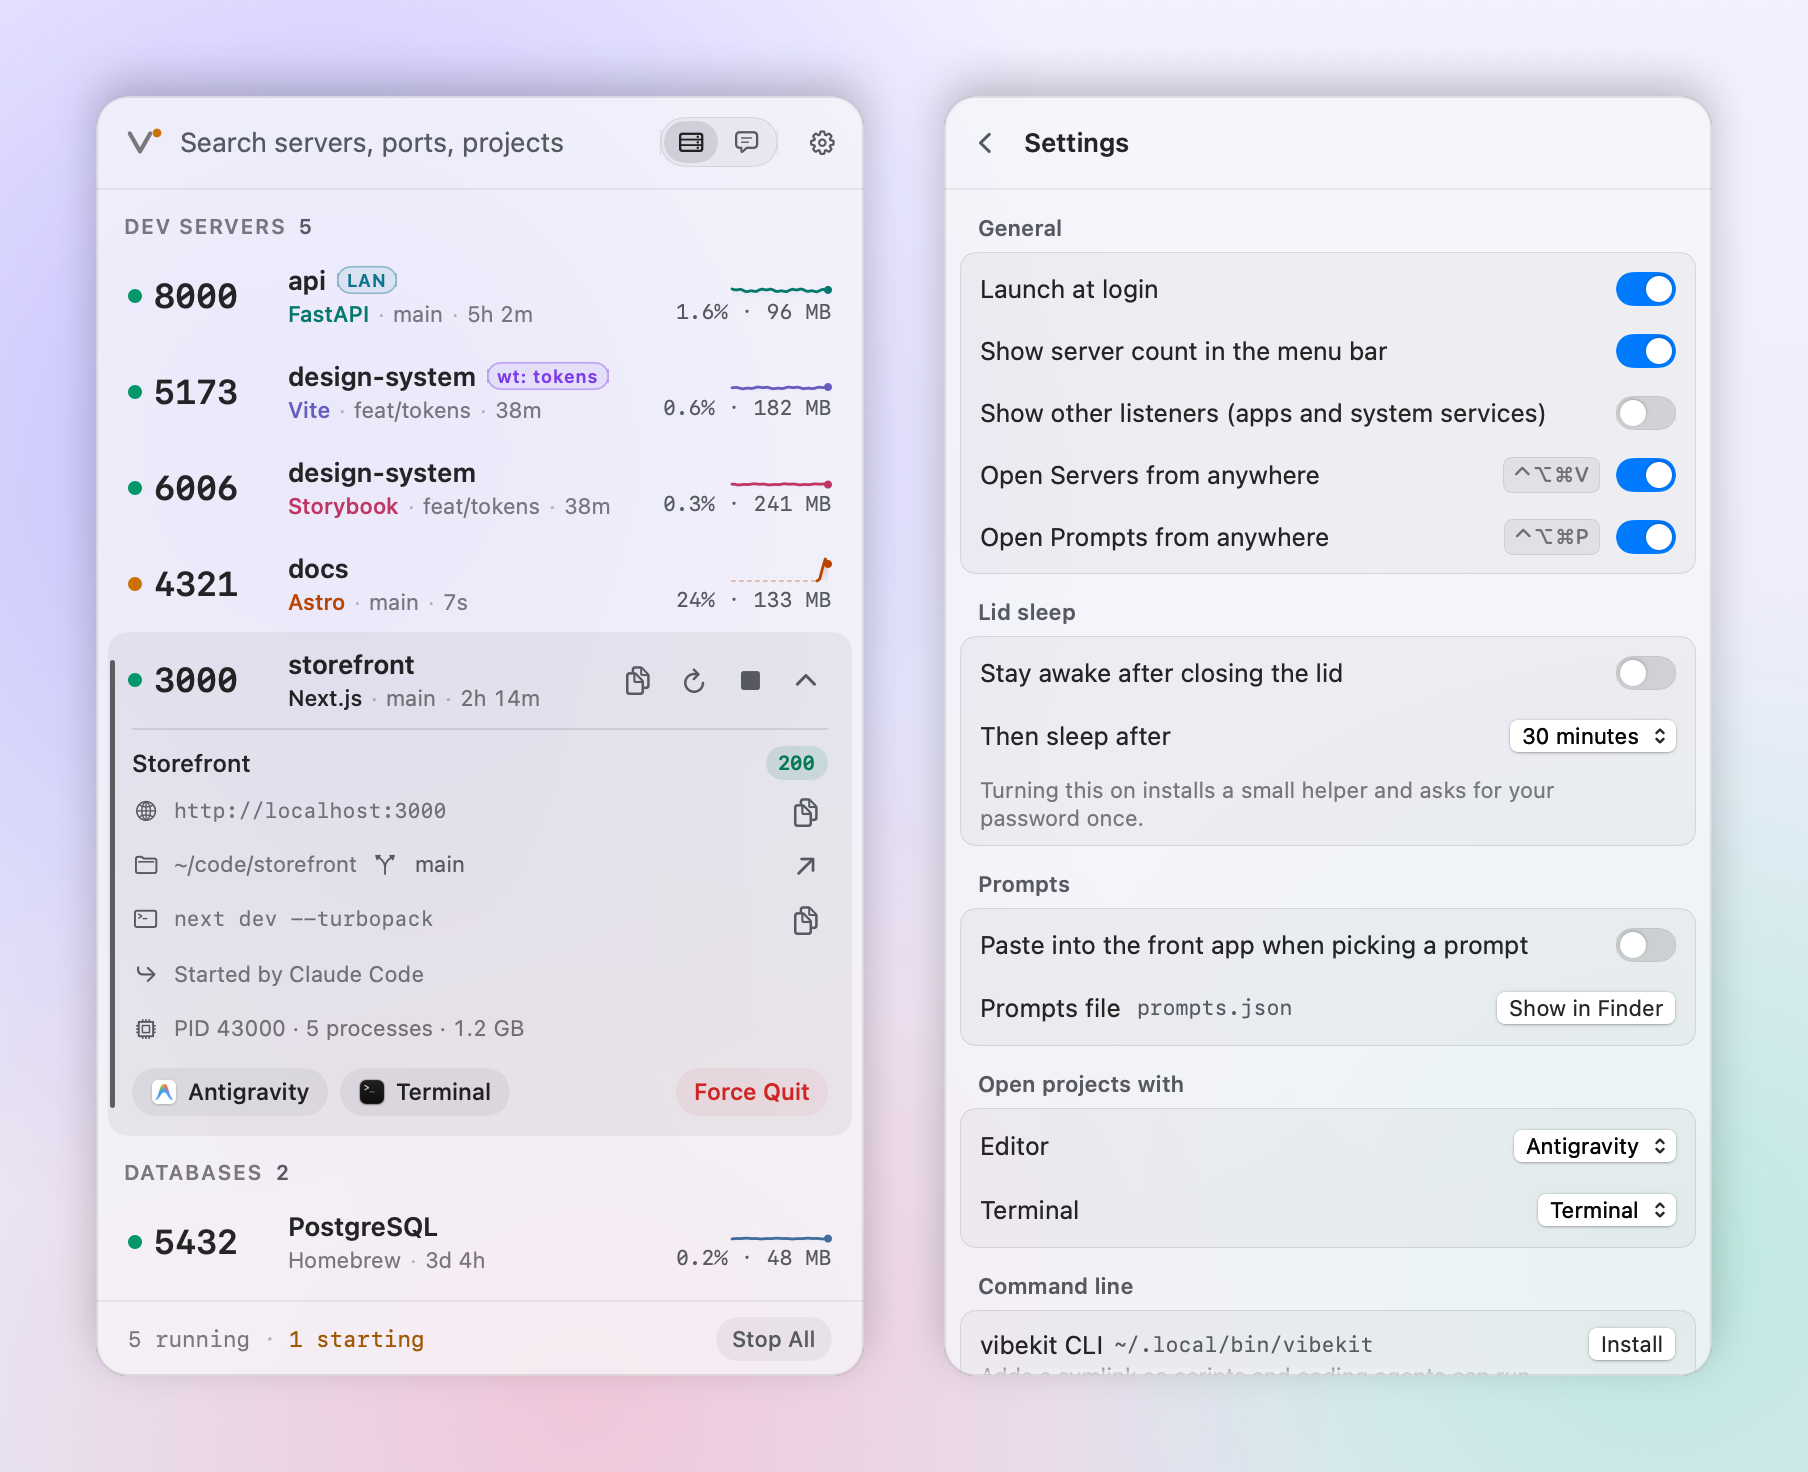 Search servers, ports, projects
DEV SERVERS 5
8000
api LAN
FastAPI · main · 5h 2m
1.6% · 96 MB
5173
design-system wt: tokens
Vite · feat/tokens · 38m
0.6% · 182 MB
6006
design-system
Storybook · feat/tokens · 38m
0.3% · 241 MB
4321
docs
Astro · main · 7s
24% · 133 MB
3000
storefront
Next.js · main · 2h 14m
Storefront 200
http://localhost:3000
~/code/storefront main
next dev --turbopack
Started by Claude Code
PID 43000 · 5 processes · 1.2 GB
Antigravity Terminal Force Quit
DATABASES 2
5432
PostgreSQL
Homebrew · 3d 4h
0.2% · 48 MB
5 running · 1 starting Stop All
Settings
General
Launch at login
Show server count in the menu bar
Show other listeners (apps and system services)
Open Servers from anywhere ^⌥⌘V
Open Prompts from anywhere ^⌥⌘P
Lid sleep
Stay awake after closing the lid
Then sleep after 30 minutes
Turning this on installs a small helper and asks for your
password once.
Prompts
Paste into the front app when picking a prompt
Prompts file prompts.json Show in Finder
Open projects with
Editor Antigravity
Terminal Terminal
Command line
vibekit CLI ~/.local/bin/vibekit Install
Adds a symlink so scripts and coding agents can run